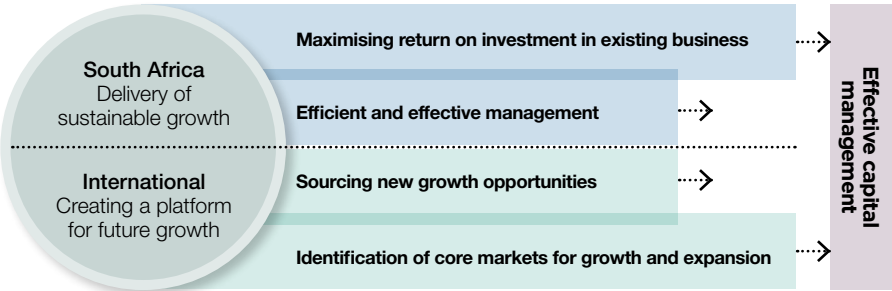 South Africa
Delivery of
sustainable growth
International
Creating a platform
for future growth
Maximising return on investment in existing business
Efficient and effective management
Sourcing new growth opportunities
Identification of core markets for growth and expansion
Effective capital
management